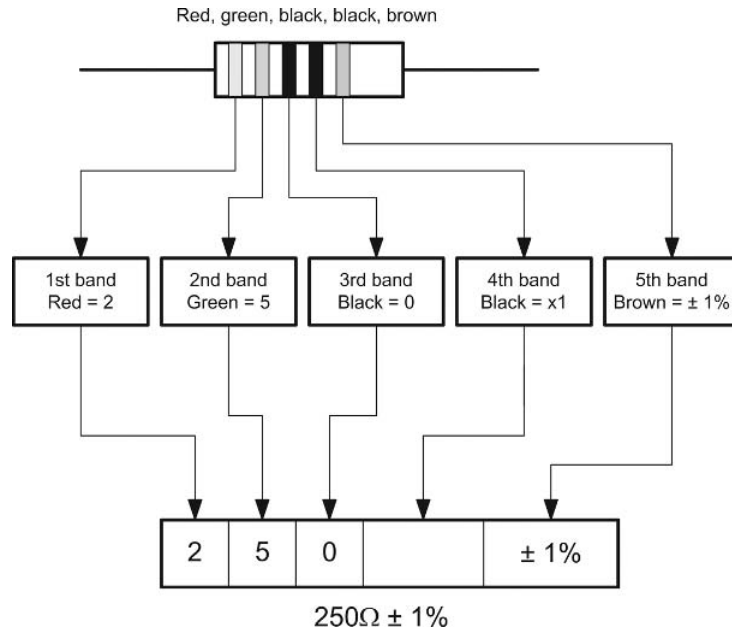 Red, green, black, black, brown
1st band
Red = 2
2nd band
Green = 5
3rd band
Black = 0
4th band
Black = x1
5th band
Brown = ± 1%
2
5
0
± 1%
250Ω ± 1%